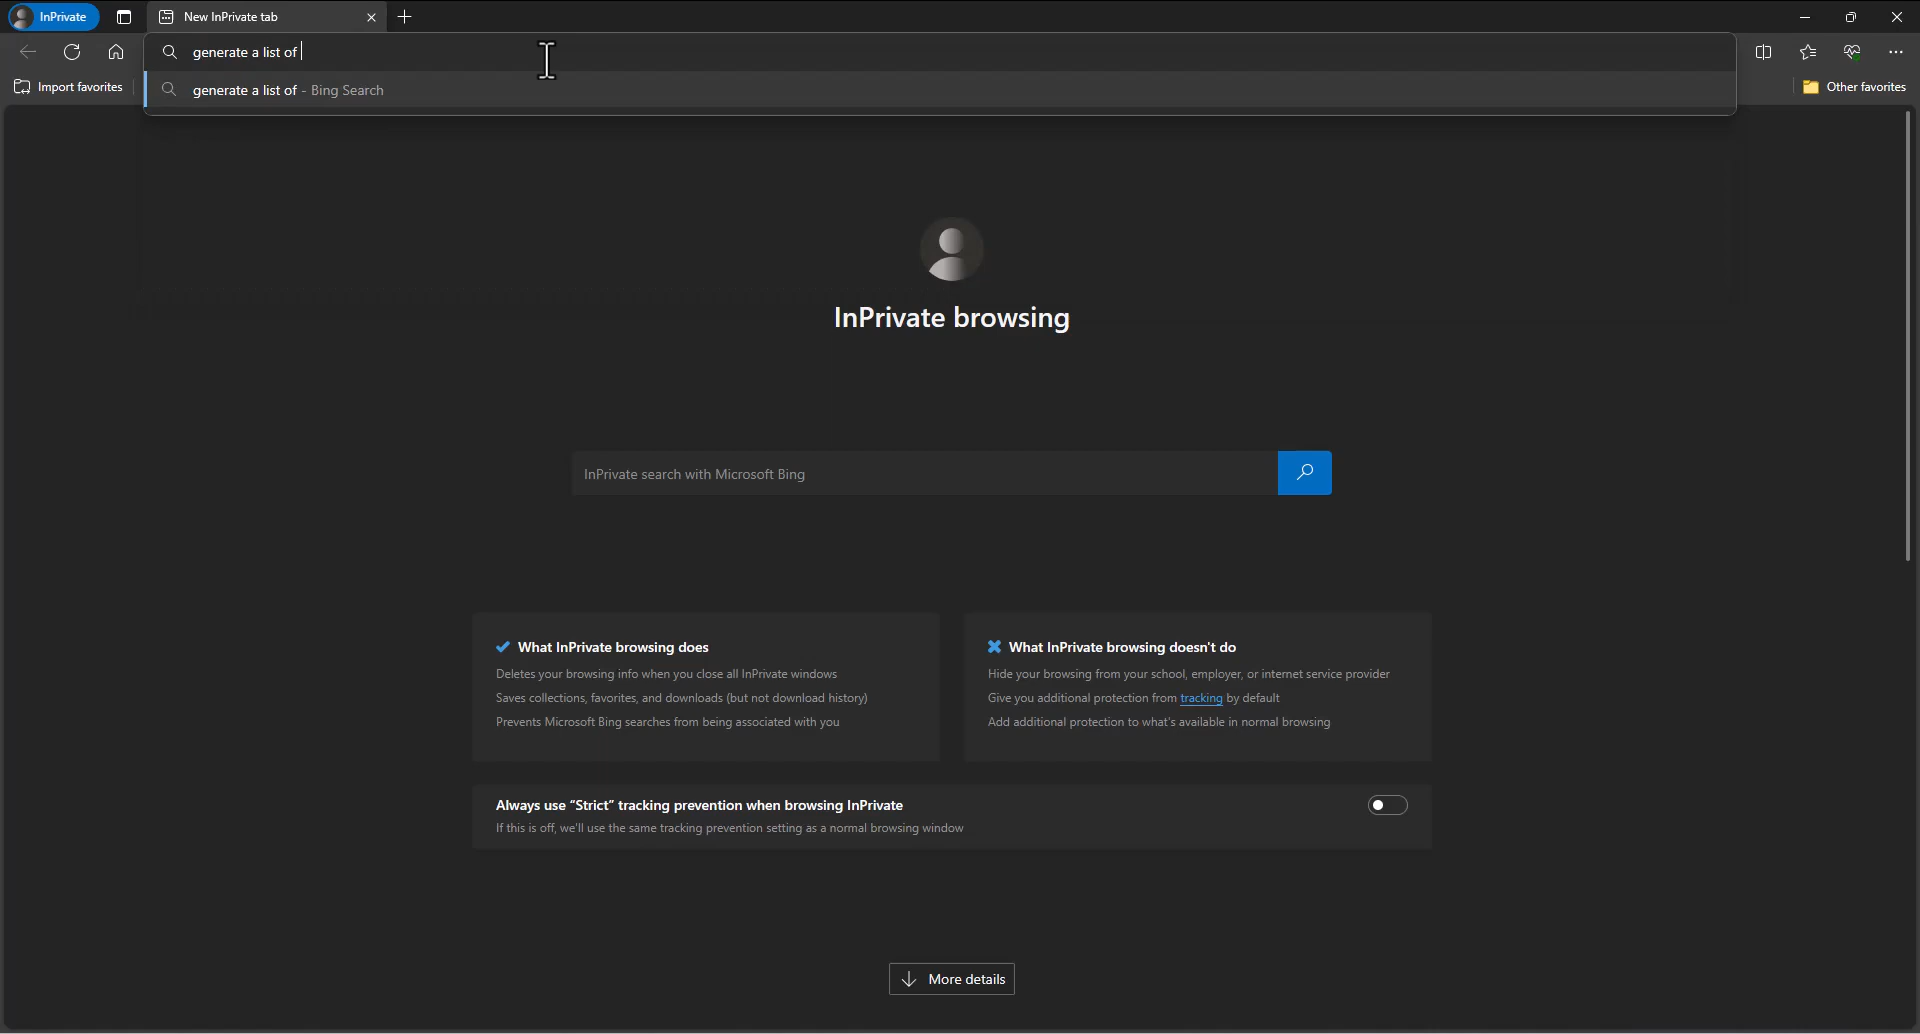 InPrivate
New InPrivate tab
generate a list of
Import favorites
generate a list of - Bing Search
Other favorites
InPrivate browsing
InPrivate search with Microsoft Bing
What InPrivate browsing does
Deletes your browsing info when you close all InPrivate windows
Saves collections, favorites, and downloads (but not download history)
Prevents Microsoft Bing searches from being associated with you
What InPrivate browsing doesn't do
Hide your browsing from your school, employer, or internet service provider
Give you additional protection from tracking by default
Add additional protection to what's available in normal browsing
Always use “Strict” tracking prevention when browsing InPrivate
If this is off, we'll use the same tracking prevention setting as a normal browsing window
More details